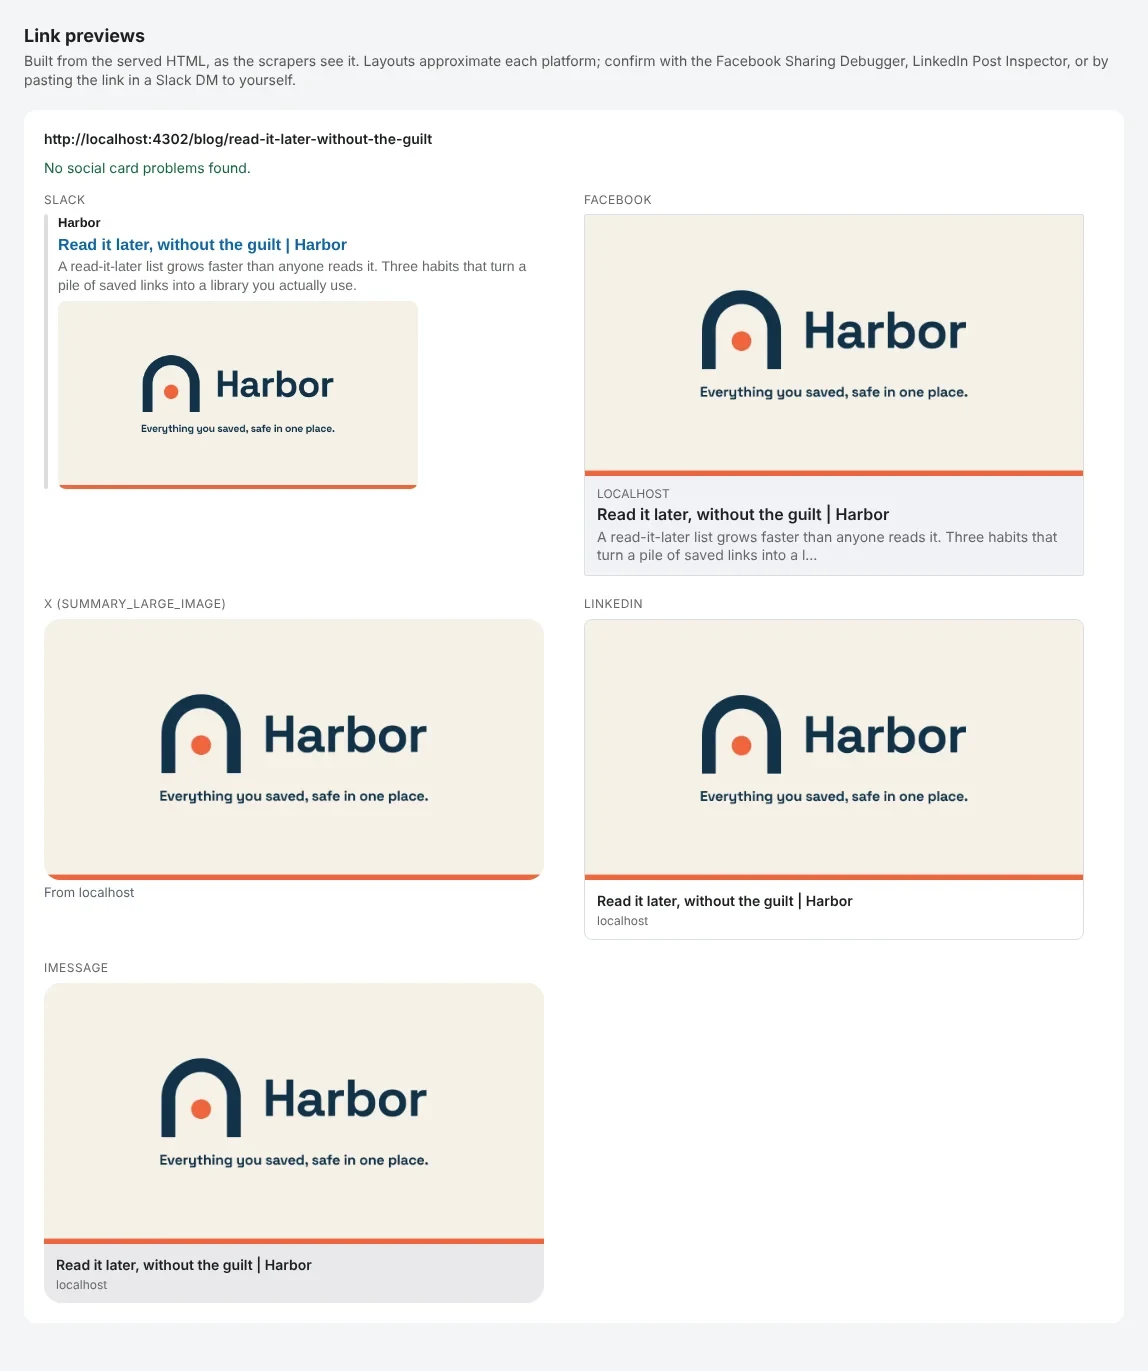 Link previews
Built from the served HTML, as the scrapers see it. Layouts approximate each platform; confirm with the Facebook Sharing Debugger, LinkedIn Post Inspector, or by
pasting the link in a Slack DM to yourself.
http://localhost:4302/blog/read-it-later-without-the-guilt
No social card problems found.
SLACK
Harbor
Read it later, without the guilt | Harbor
A read-it-later list grows faster than anyone reads it. Three habits that turn a
pile of saved links into a library you actually use.
Harbor
Everything you saved, safe in one place.
FACEBOOK
Harbor
Everything you saved, safe in one place.
LOCALHOST
Read it later, without the guilt | Harbor
A read-it-later list grows faster than anyone reads it. Three habits that
turn a pile of saved links into a l...
X (SUMMARY_LARGE_IMAGE)
Harbor
Everything you saved, safe in one place.
From localhost
LINKEDIN
Harbor
Everything you saved, safe in one place.
Read it later, without the guilt | Harbor
localhost
IMESSAGE
Harbor
Everything you saved, safe in one place.
Read it later, without the guilt | Harbor
localhost